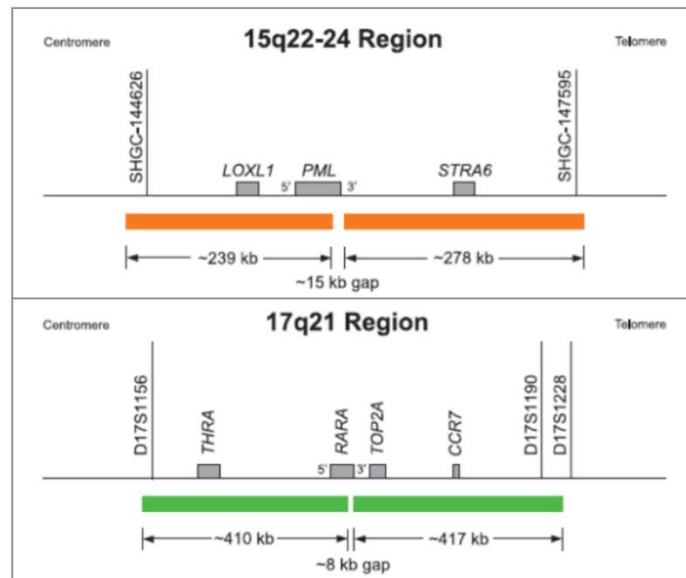 15q22-24 Region
Centromere
Telomere
SHGC-144626
SHGC-147595
LOXL1
PML
STRA6
5'
3'
~239 kb
~278 kb
~15 kb gap
17q21 Region
Centromere
Telomere
D17S1156
D17S1190
D17S1228
THRA
RARA
TOP2A
CCR7
5'
3'
~410 kb
~417 kb
~8 kb gap